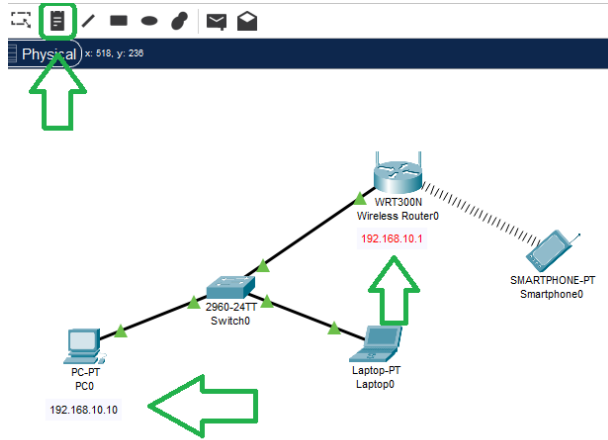 Physical x: 518, y: 236
WRT300N
Wireless Router0
192.168.10.1
SMARTPHONE-PT
Smartphone0
2960-24TT
Switch0
PC-PT
PC0
192.168.10.10
Laptop-PT
Laptop0